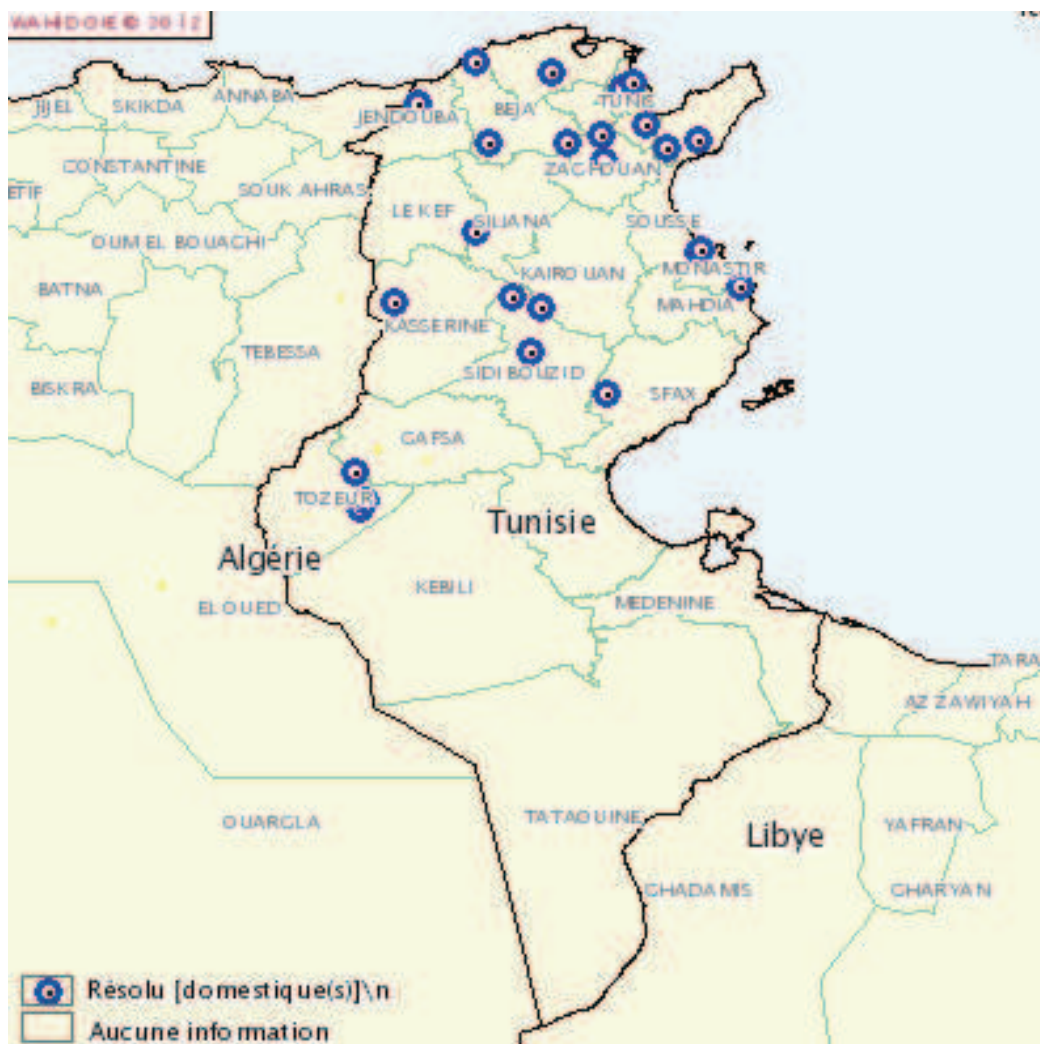 WAHID OIE © 2012
JIJEL
SKIKDA
ANNABA
JENDOUBA
BEJA
TUNIS
CONSTANTINE
ETIF
SOUK AHRAS
ZAGHOUAN
LE KEF
SILIANA
SOUSSE
OUM EL BOUAGHI
KAIROUAN
MONASTIR
BATNA
MAHDIA
KASSERINE
TEBESSA
SIDI BOUZID
BISKRA
SFAX
GAFSA
TOZEUR
Tunisie
Algérie
KEBILI
EL OUED
MEDENINE
TARA
AZ ZAWIYAH
OUARGLA
TATAOUINE
Libye
YAFRAN
GHADAMIS
GHARYAN
Résolu [domestique(s)]\n
Aucune information